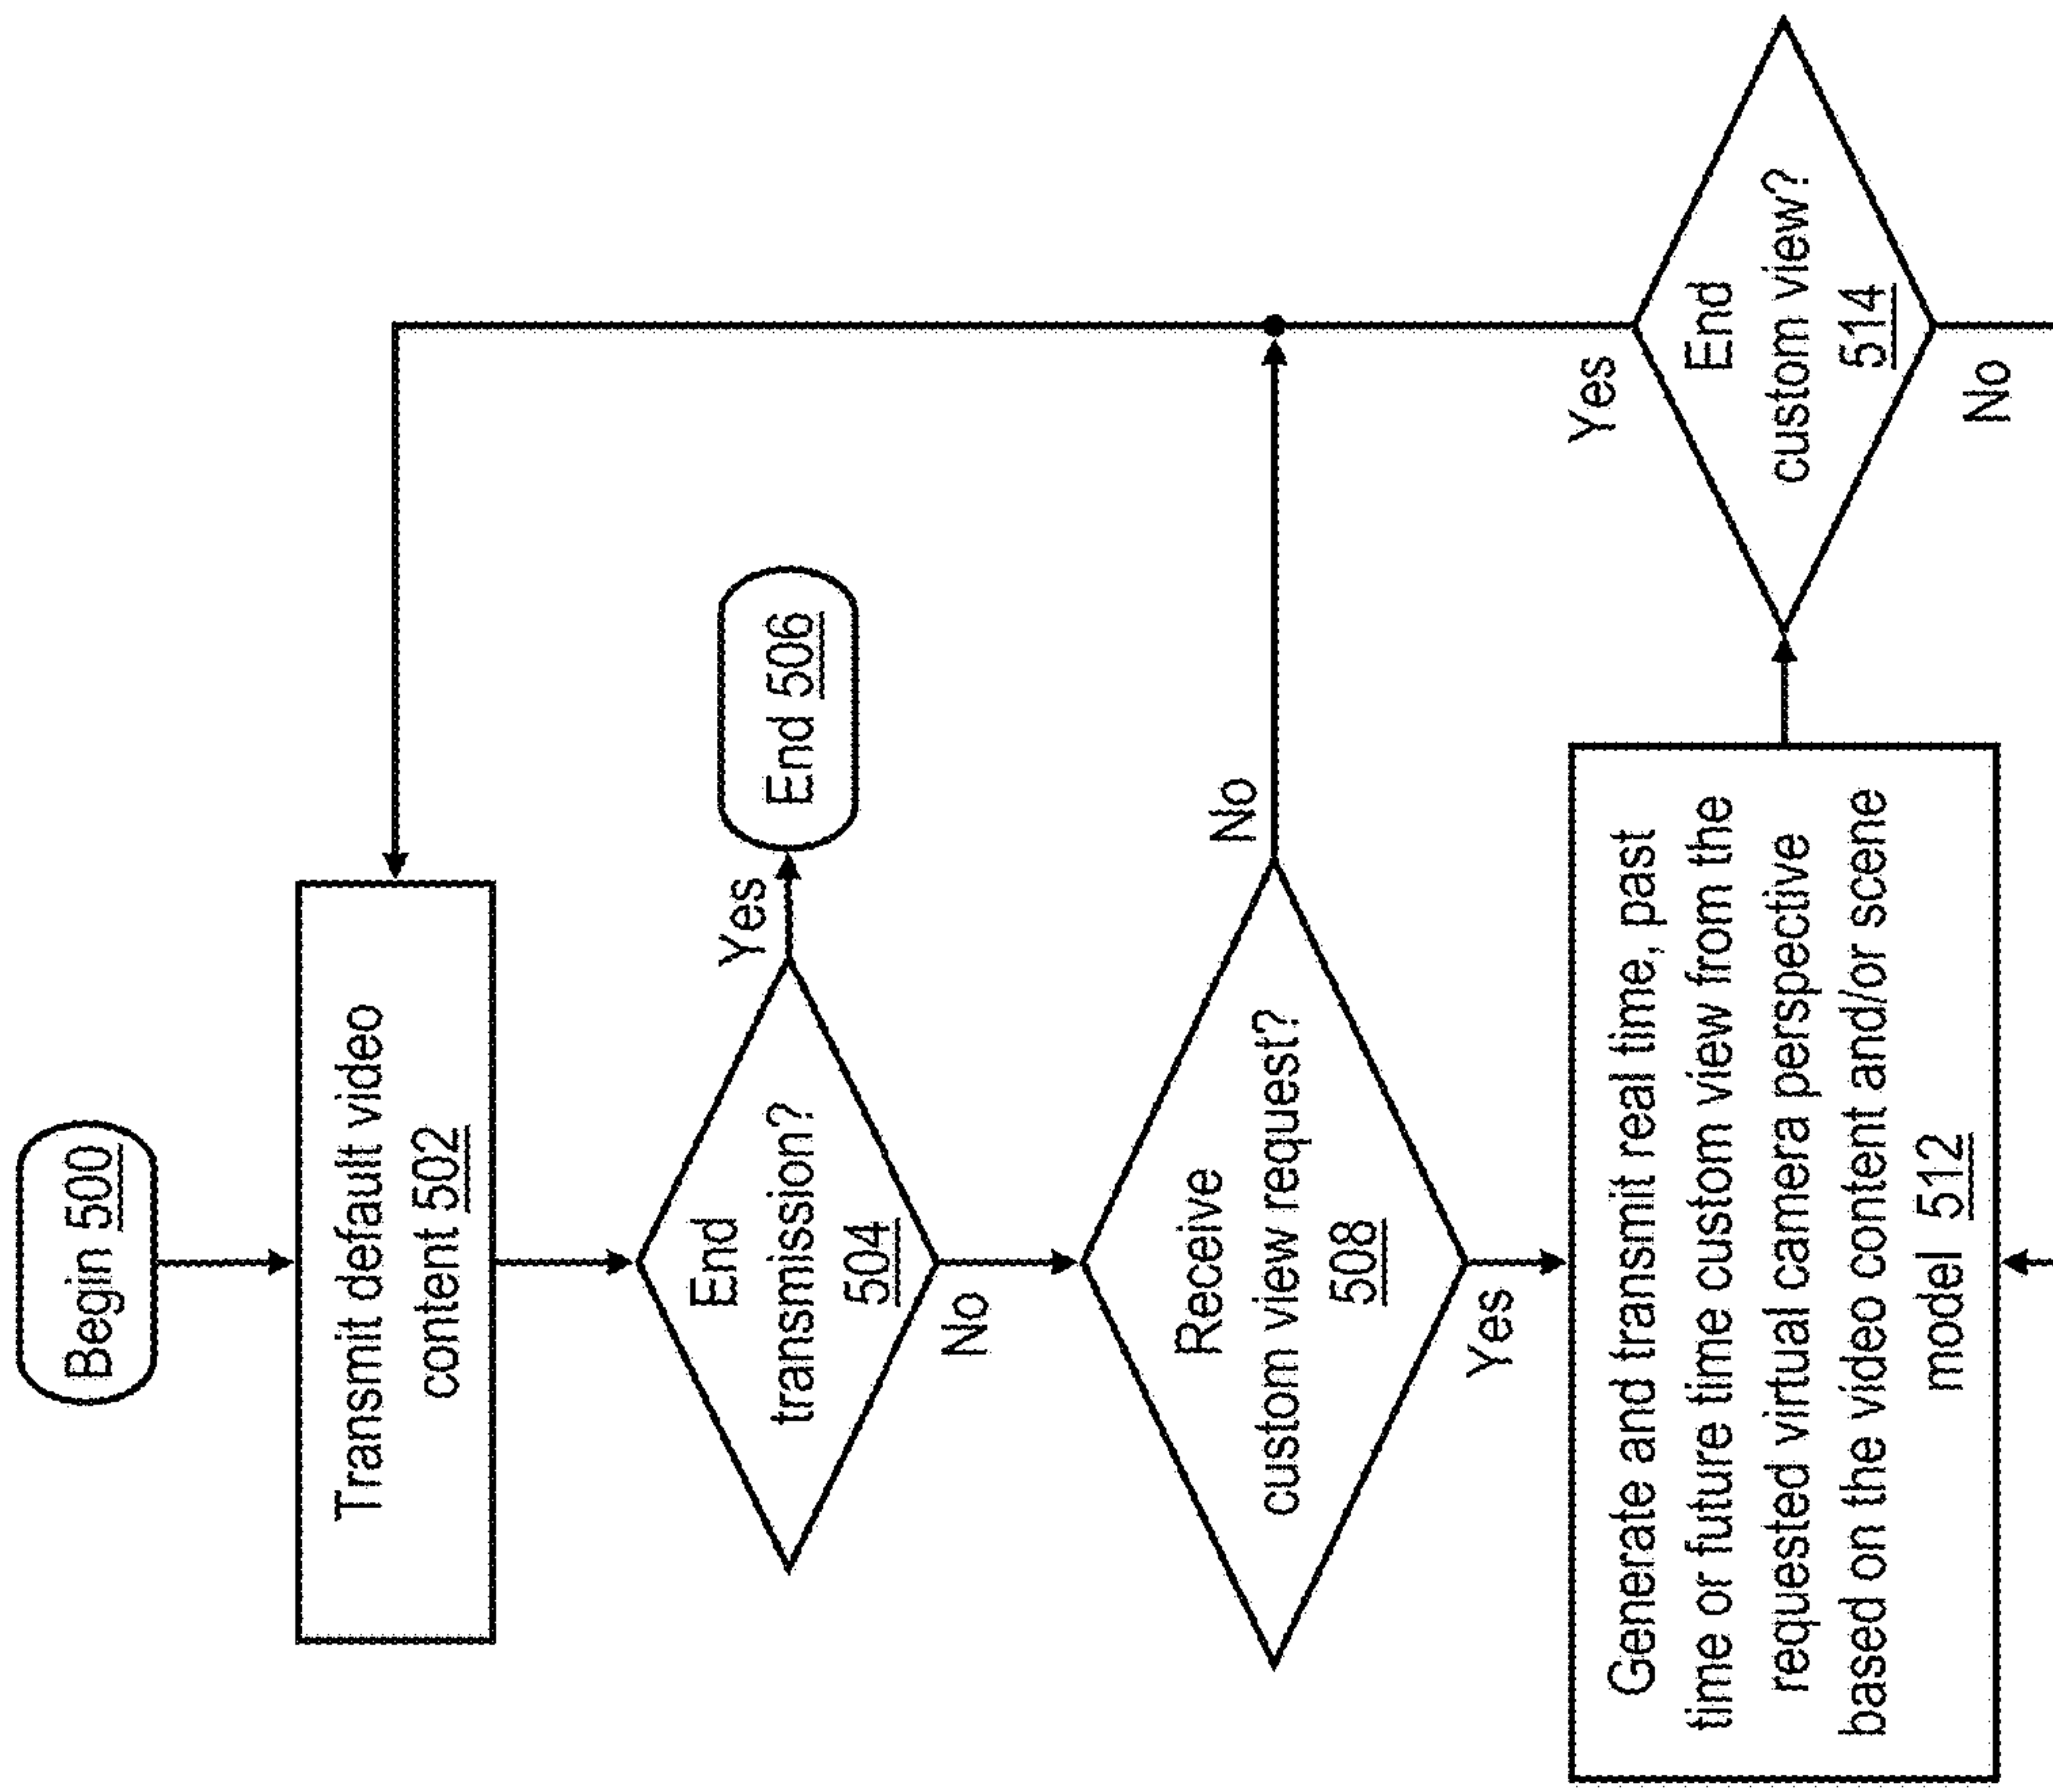 Begin 500
Transmit default video
content 502
End
transmission?
504
Yes
End 506
No
Receive
custom view request?
508
No
Yes
Generate and transmit real time, past
time or future time custom view from the
requested virtual camera perspective
based on the video content and/or scene
model 512
End
custom view?
514
Yes
No